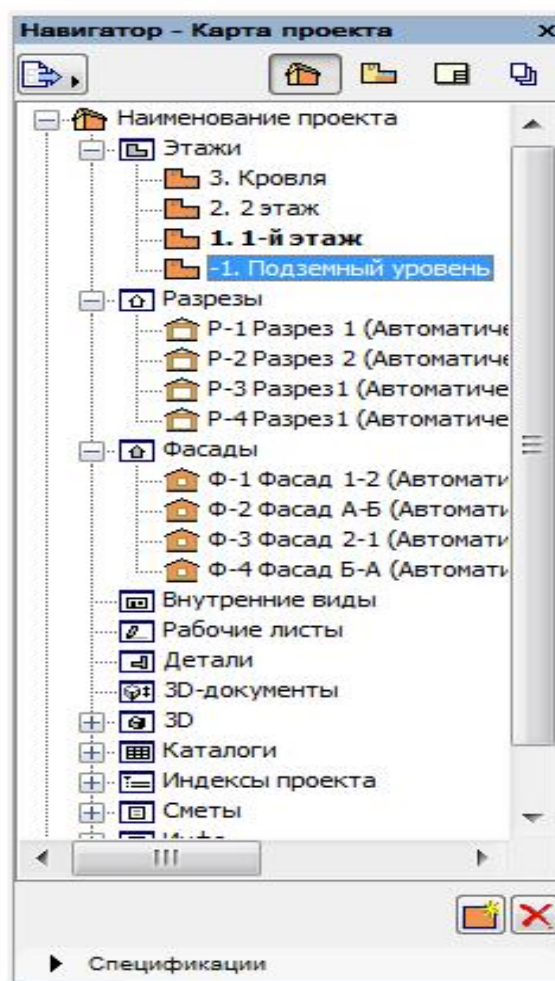 Навигатор - Карта проекта
Наименование проекта
Этажи
3. Кровля
2. 2 этаж
1. 1-й этаж
-1. Подземный уровень
Разрезы
Р-1 Разрез 1 (Автоматиче
Р-2 Разрез 2 (Автоматиче
Р-3 Разрез1 (Автоматиче
Р-4 Разрез1 (Автоматиче
Фасады
Ф-1 Фасад 1-2 (Автомати
Ф-2 Фасад А-Б (Автомати
Ф-3 Фасад 2-1 (Автомати
Ф-4 Фасад Б-А (Автомати
Внутренние виды
Рабочие листы
Детали
3D-документы
3D
Каталоги
Индексы проекта
Сметы
Спецификации